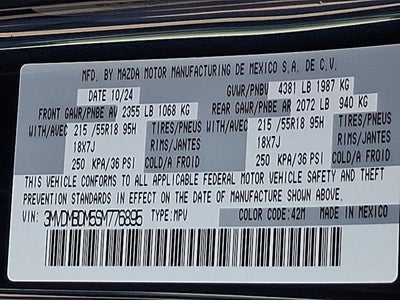 MFD. BY MAZDA MOTOR MANUFACTURING DE MEXICO S.A. DE C.V.
DATE 10/24 GVWR/PNBV 4381 LB 1987 KG
FRONT GAWR/PNBE AV 2355 LB 1068 KG REAR GAWR/PNBE AR 2072 LB 940 KG
WITH/AVEC 215 /55R18 95H TIRES/PNEUS WITH/AVEC 215 /55R18 95H TIRES/PNEUS
18X7J RIMS/JANTES 18X7J RIMS/JANTES
250 KPA/36 PSI COLD/A FROID 250 KPA/36 PSI COLD/A FROID
THIS VEHICLE CONFORMS TO ALL APPLICABLE FEDERAL MOTOR VEHICLE SAFETY AND THEFT
PREVENTION STANDARDS IN EFFECT ON THE DATE OF MANUFACTURE SHOWN ABOVE.
VIN: 3MVDMBDM5SM776895 TYPE:MPV COLOR CODE:42M MADE IN MEXICO